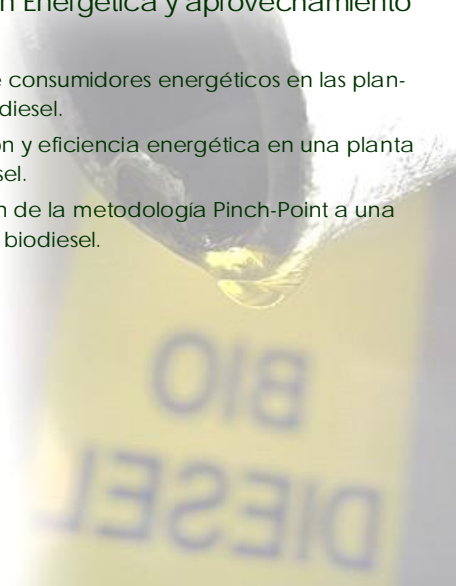 n Energética y aprovechamiento
e consumidores energéticos en las plan-
diesel.
ón y eficiencia energética en una planta
sel.
n de la metodología Pinch-Point a una
biodiesel.
BIO
DIESEL